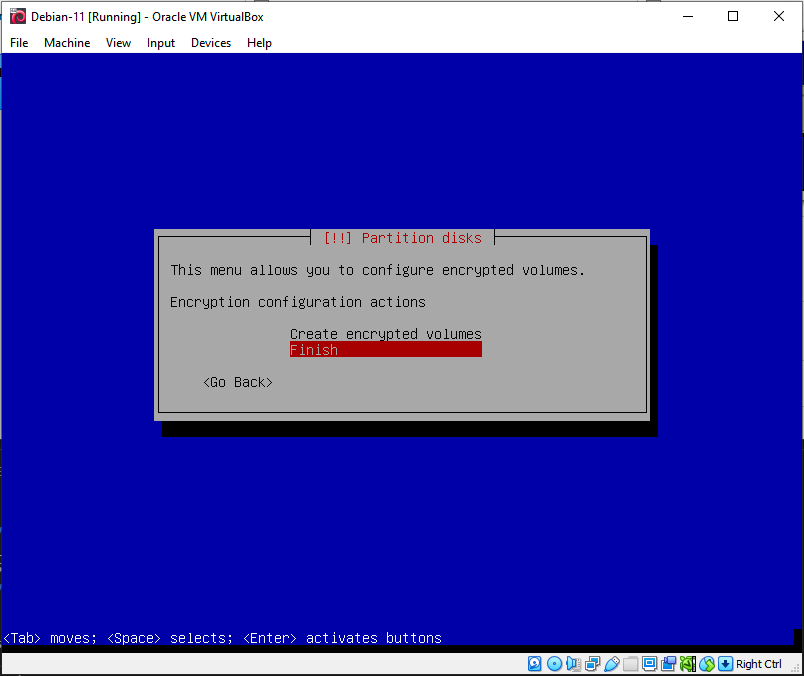 Debian-11 [Running] - Oracle VM VirtualBox
File Machine View Input Devices Help
[!!] Partition disks
This menu allows you to configure encrypted volumes.
Encryption configuration actions
Create encrypted volumes
Finish
<Go Back>
<Tab> moves; <Space> selects; <Enter> activates buttons
Right Ctrl